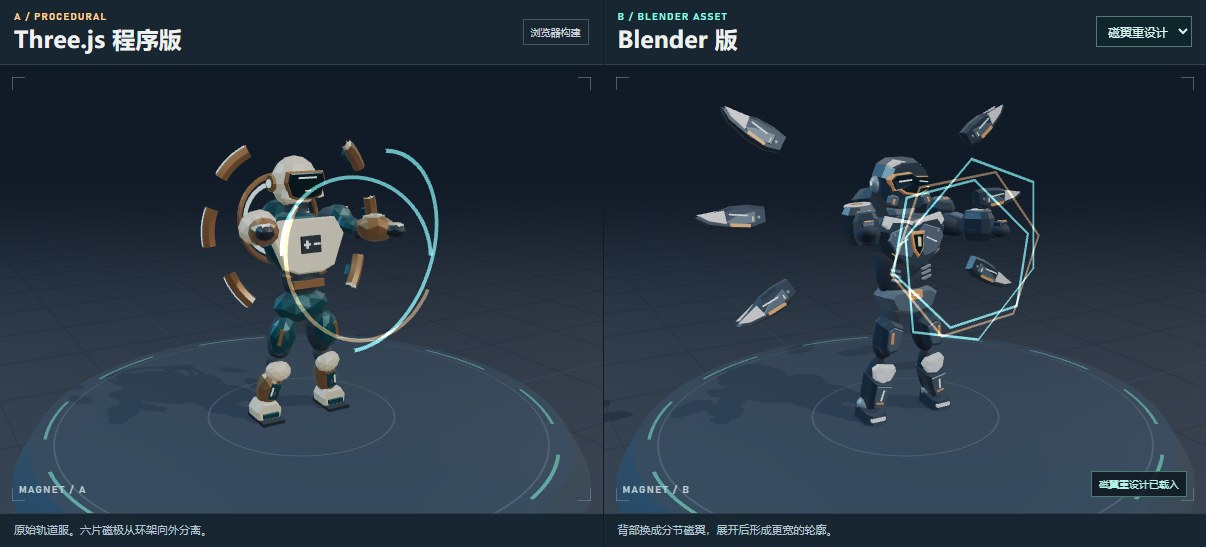 A / PROCEDURAL
Three.js 程序版
浏览器构建
MAGNET / A
原始轨道服。六片磁极从环架向外分离。
B / BLENDER ASSET
Blender 版
磁翼重设计
MAGNET / B
磁翼重设计已载入
背部换成分节磁翼，展开后形成更宽的轮廓。